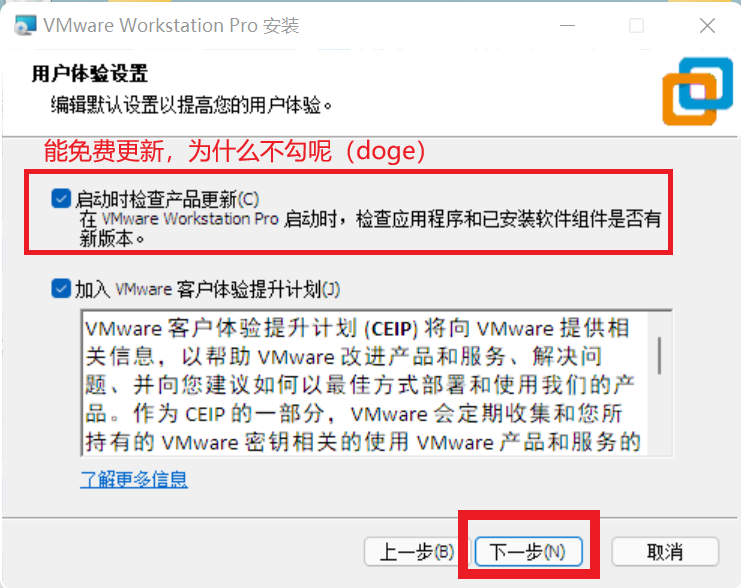 VMware Workstation Pro 安装
用户体验设置
编辑默认设置以提高您的用户体验。
能免费更新，为什么不勾呢（doge）
启动时检查产品更新(C)
在 VMware Workstation Pro 启动时，检查应用程序和已安装软件组件是否有
新版本。
加入 VMware 客户体验提升计划(J)
VMware 客户体验提升计划 (CEIP) 将向 VMware 提供相
关信息，以帮助 VMware 改进产品和服务、解决问
题、并向您建议如何以最佳方式部署和使用我们的产
品。作为 CEIP 的一部分，VMware 会定期收集和您所
持有的 VMware 密钥相关的使用 VMware 产品和服务的
了解更多信息
上一步(B)
下一步(N)
取消